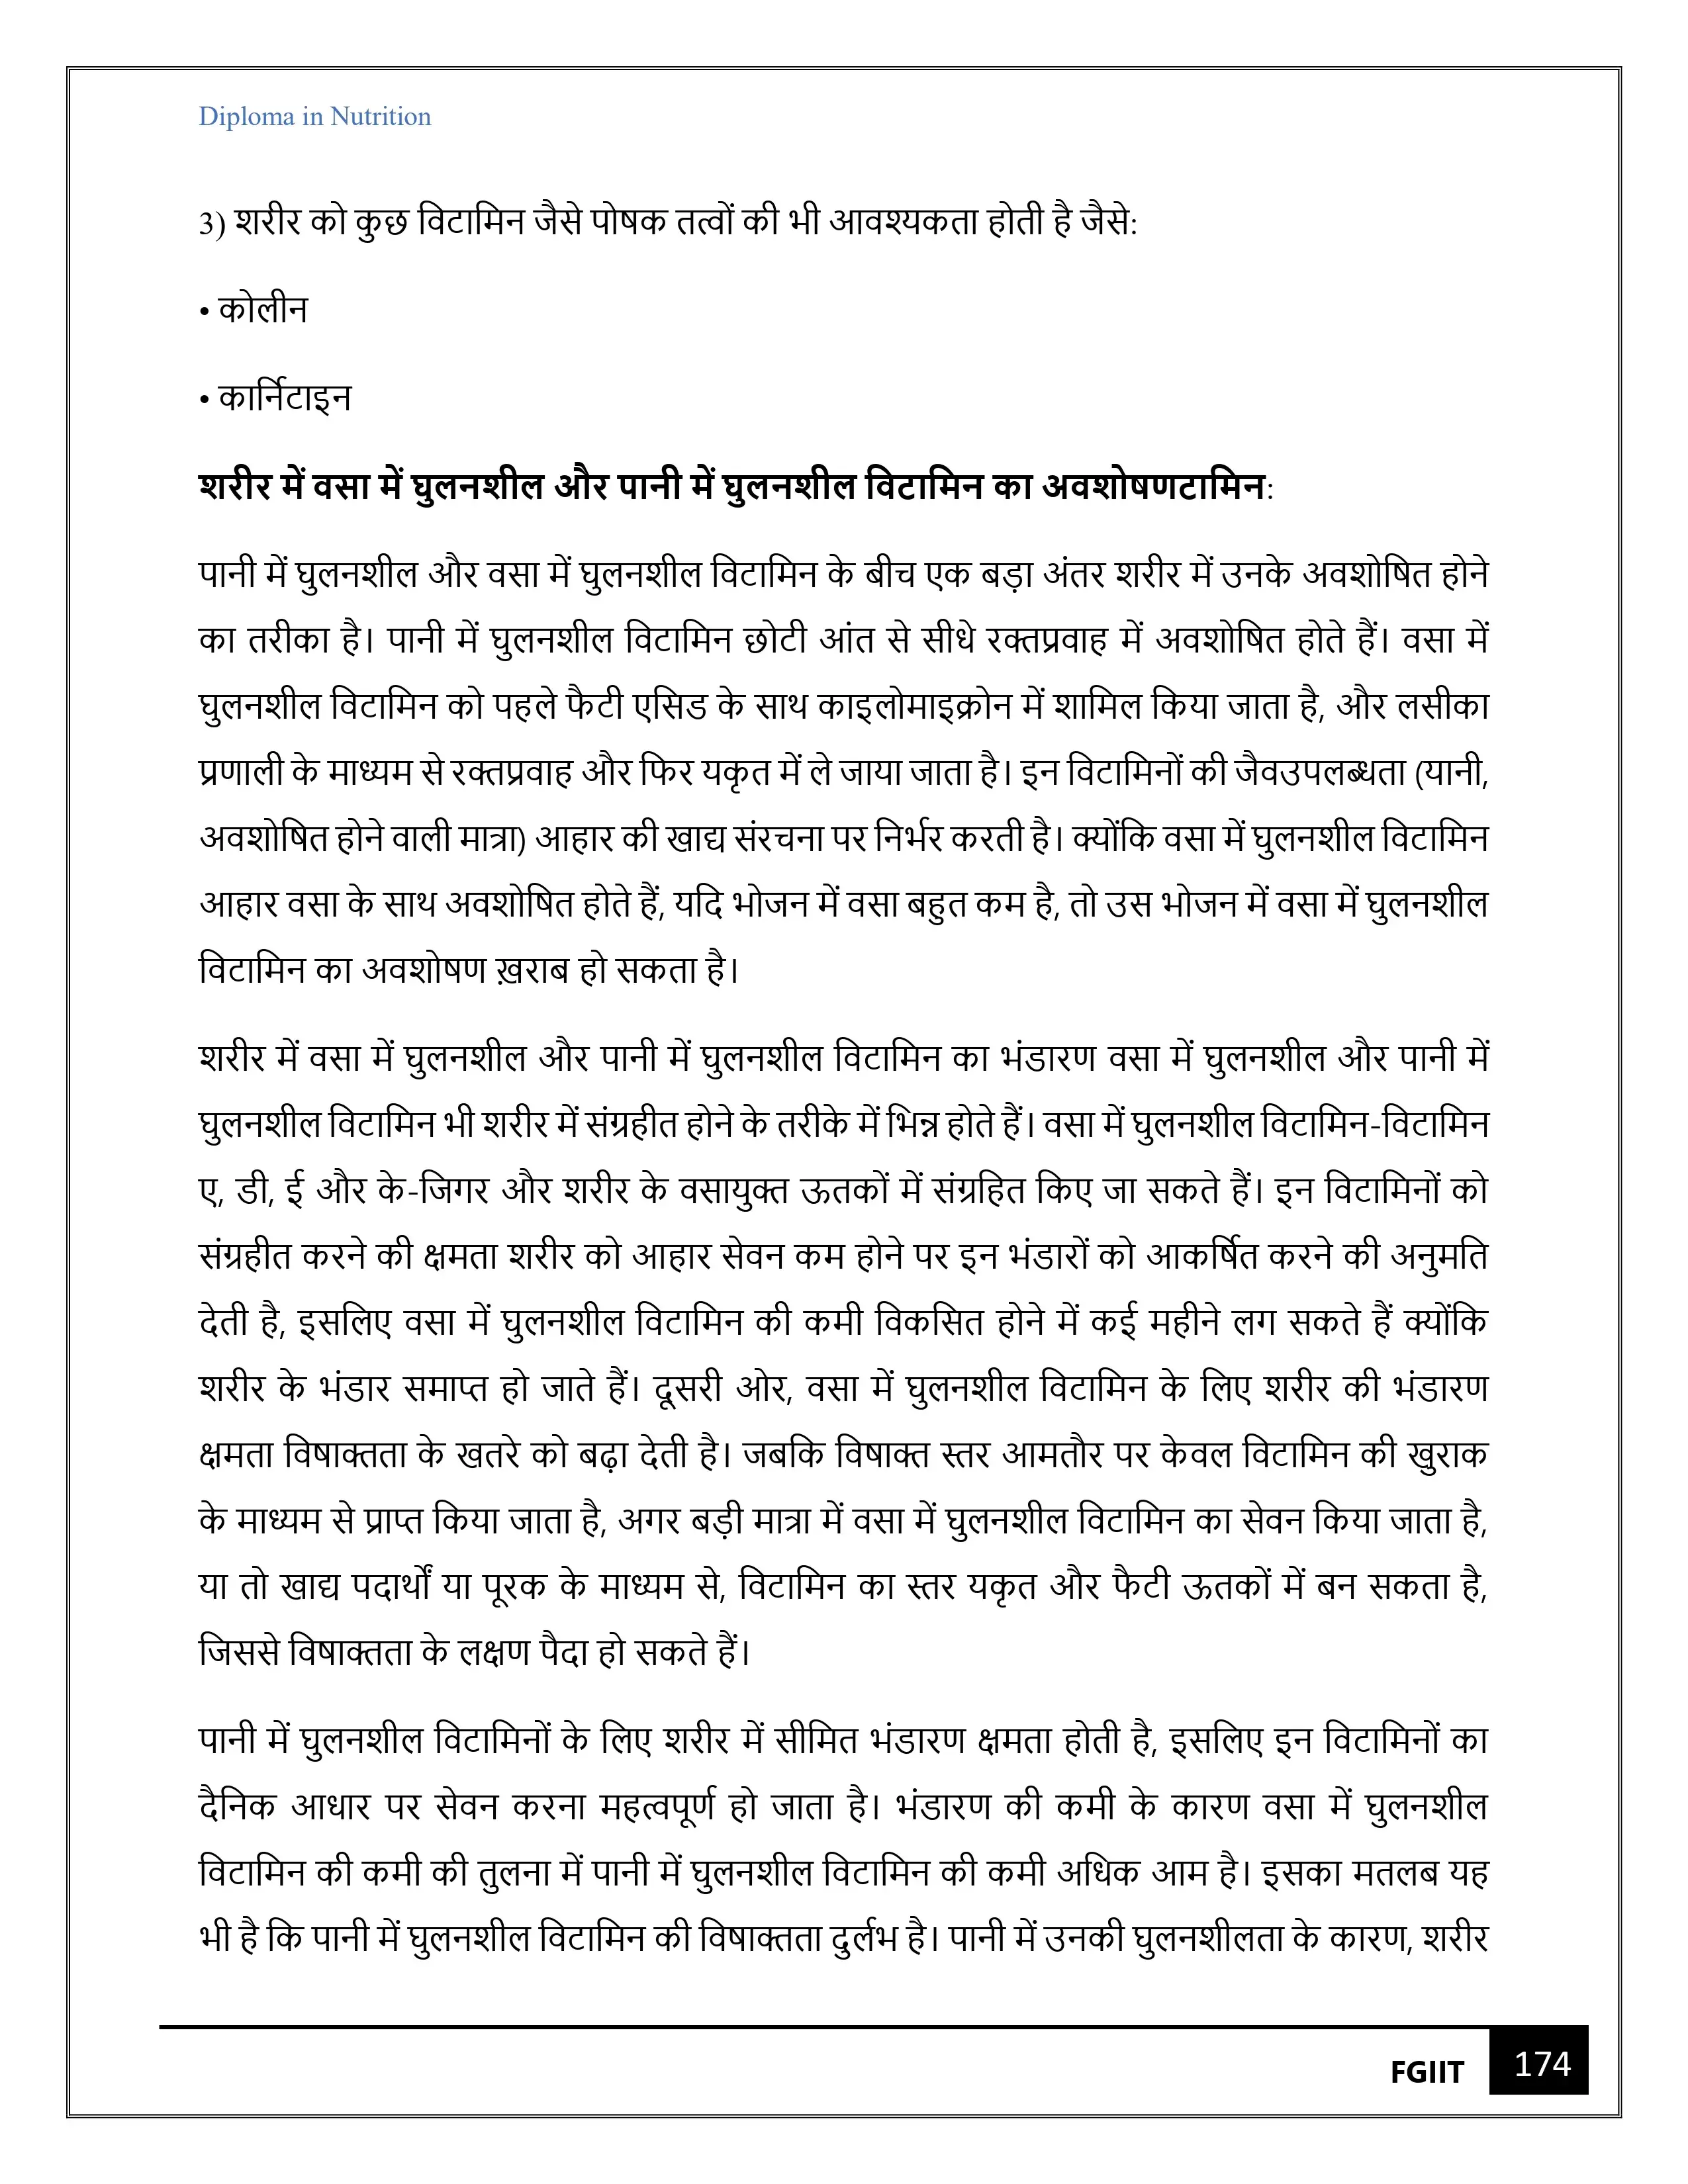 Diploma in Nutrition
3) शरीर को कुछ विटामिन जैसे पोषक तत्वों की भी आवश्यकता होती है जैसे:
• कोलीन
• कार्निटाइन
शरीर में वसा में घुलनशील और पानी में घुलनशील विटामिन का अवशोषणटामिन:
पानी में घुलनशील और वसा में घुलनशील विटामिन के बीच एक बड़ा अंतर शरीर में उनके अवशोषित होने
का तरीका है। पानी में घुलनशील विटामिन छोटी आंत से सीधे रक्तप्रवाह में अवशोषित होते हैं। वसा में
घुलनशील विटामिन को पहले फैटी एसिड के साथ काइलोमाइक्रोन में शामिल किया जाता है, और लसीका
प्रणाली के माध्यम से रक्तप्रवाह और फिर यकृत में ले जाया जाता है। इन विटामिनों की जैवउपलब्धता (यानी,
अवशोषित होने वाली मात्रा) आहार की खाद्य संरचना पर निर्भर करती है। क्योंकि वसा में घुलनशील विटामिन
आहार वसा के साथ अवशोषित होते हैं, यदि भोजन में वसा बहुत कम है, तो उस भोजन में वसा में घुलनशील
विटामिन का अवशोषण ख़राब हो सकता है।
शरीर में वसा में घुलनशील और पानी में घुलनशील विटामिन का भंडारण वसा में घुलनशील और पानी में
घुलनशील विटामिन भी शरीर में संग्रहीत होने के तरीके में भिन्न होते हैं। वसा में घुलनशील विटामिन-विटामिन
ए, डी, ई और के-जिगर और शरीर के वसायुक्त ऊतकों में संग्रहित किए जा सकते हैं। इन विटामिनों को
संग्रहीत करने की क्षमता शरीर को आहार सेवन कम होने पर इन भंडारों को आकर्षित करने की अनुमति
देती है, इसलिए वसा में घुलनशील विटामिन की कमी विकसित होने में कई महीने लग सकते हैं क्योंकि
शरीर के भंडार समाप्त हो जाते हैं। दूसरी ओर, वसा में घुलनशील विटामिन के लिए शरीर की भंडारण
क्षमता विषाक्तता के खतरे को बढ़ा देती है। जबकि विषाक्त स्तर आमतौर पर केवल विटामिन की खुराक
के माध्यम से प्राप्त किया जाता है, अगर बड़ी मात्रा में वसा में घुलनशील विटामिन का सेवन किया जाता है,
या तो खाद्य पदार्थों या पूरक के माध्यम से, विटामिन का स्तर यकृत और फैटी ऊतकों में बन सकता है,
जिससे विषाक्तता के लक्षण पैदा हो सकते हैं।
पानी में घुलनशील विटामिनों के लिए शरीर में सीमित भंडारण क्षमता होती है, इसलिए इन विटामिनों का
दैनिक आधार पर सेवन करना महत्वपूर्ण हो जाता है। भंडारण की कमी के कारण वसा में घुलनशील
विटामिन की कमी की तुलना में पानी में घुलनशील विटामिन की कमी अधिक आम है। इसका मतलब यह
भी है कि पानी में घुलनशील विटामिन की विषाक्तता दुर्लभ है। पानी में उनकी घुलनशीलता के कारण, शरीर
FGIIT 174